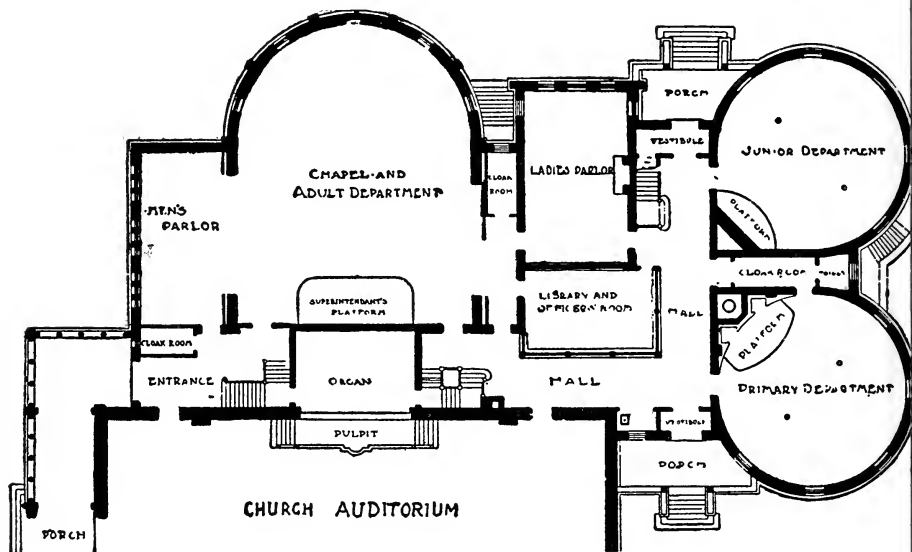 PORCH
VESTIBULE
JUNIOR DEPARTMENT
CHAPEL AND
ADULT DEPARTMENT
CLOAK
ROOM
LADIES PARLOR
MEN'S
PARLOR
PLATFORM
CLOAK ROOM
SUPERINTENDANT'S
PLATFORM
LIBRARY AND
OFFICERS ROOM
HALL
PLATFORM
CLOAK ROOM
ENTRANCE
ORGAN
HALL
PRIMARY DEPARTMENT
VESTIBULE
PULPIT
PORCH
CHURCH AUDITORIUM
PORCH